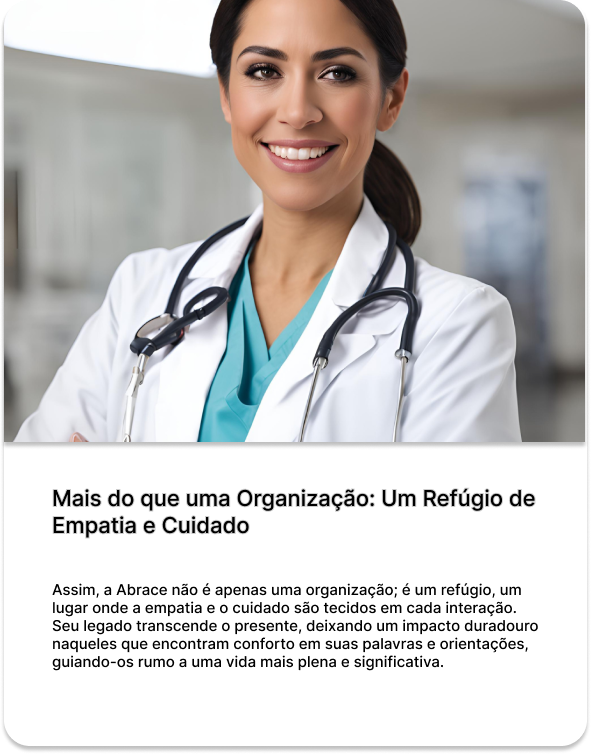 Mais do que uma Organização: Um Refúgio de
Empatia e Cuidado
Assim, a Abrace não é apenas uma organização; é um refúgio, um
lugar onde a empatia e o cuidado são tecidos em cada interação.
Seu legado transcende o presente, deixando um impacto duradouro
naqueles que encontram conforto em suas palavras e orientações,
guiando-os rumo a uma vida mais plena e significativa.